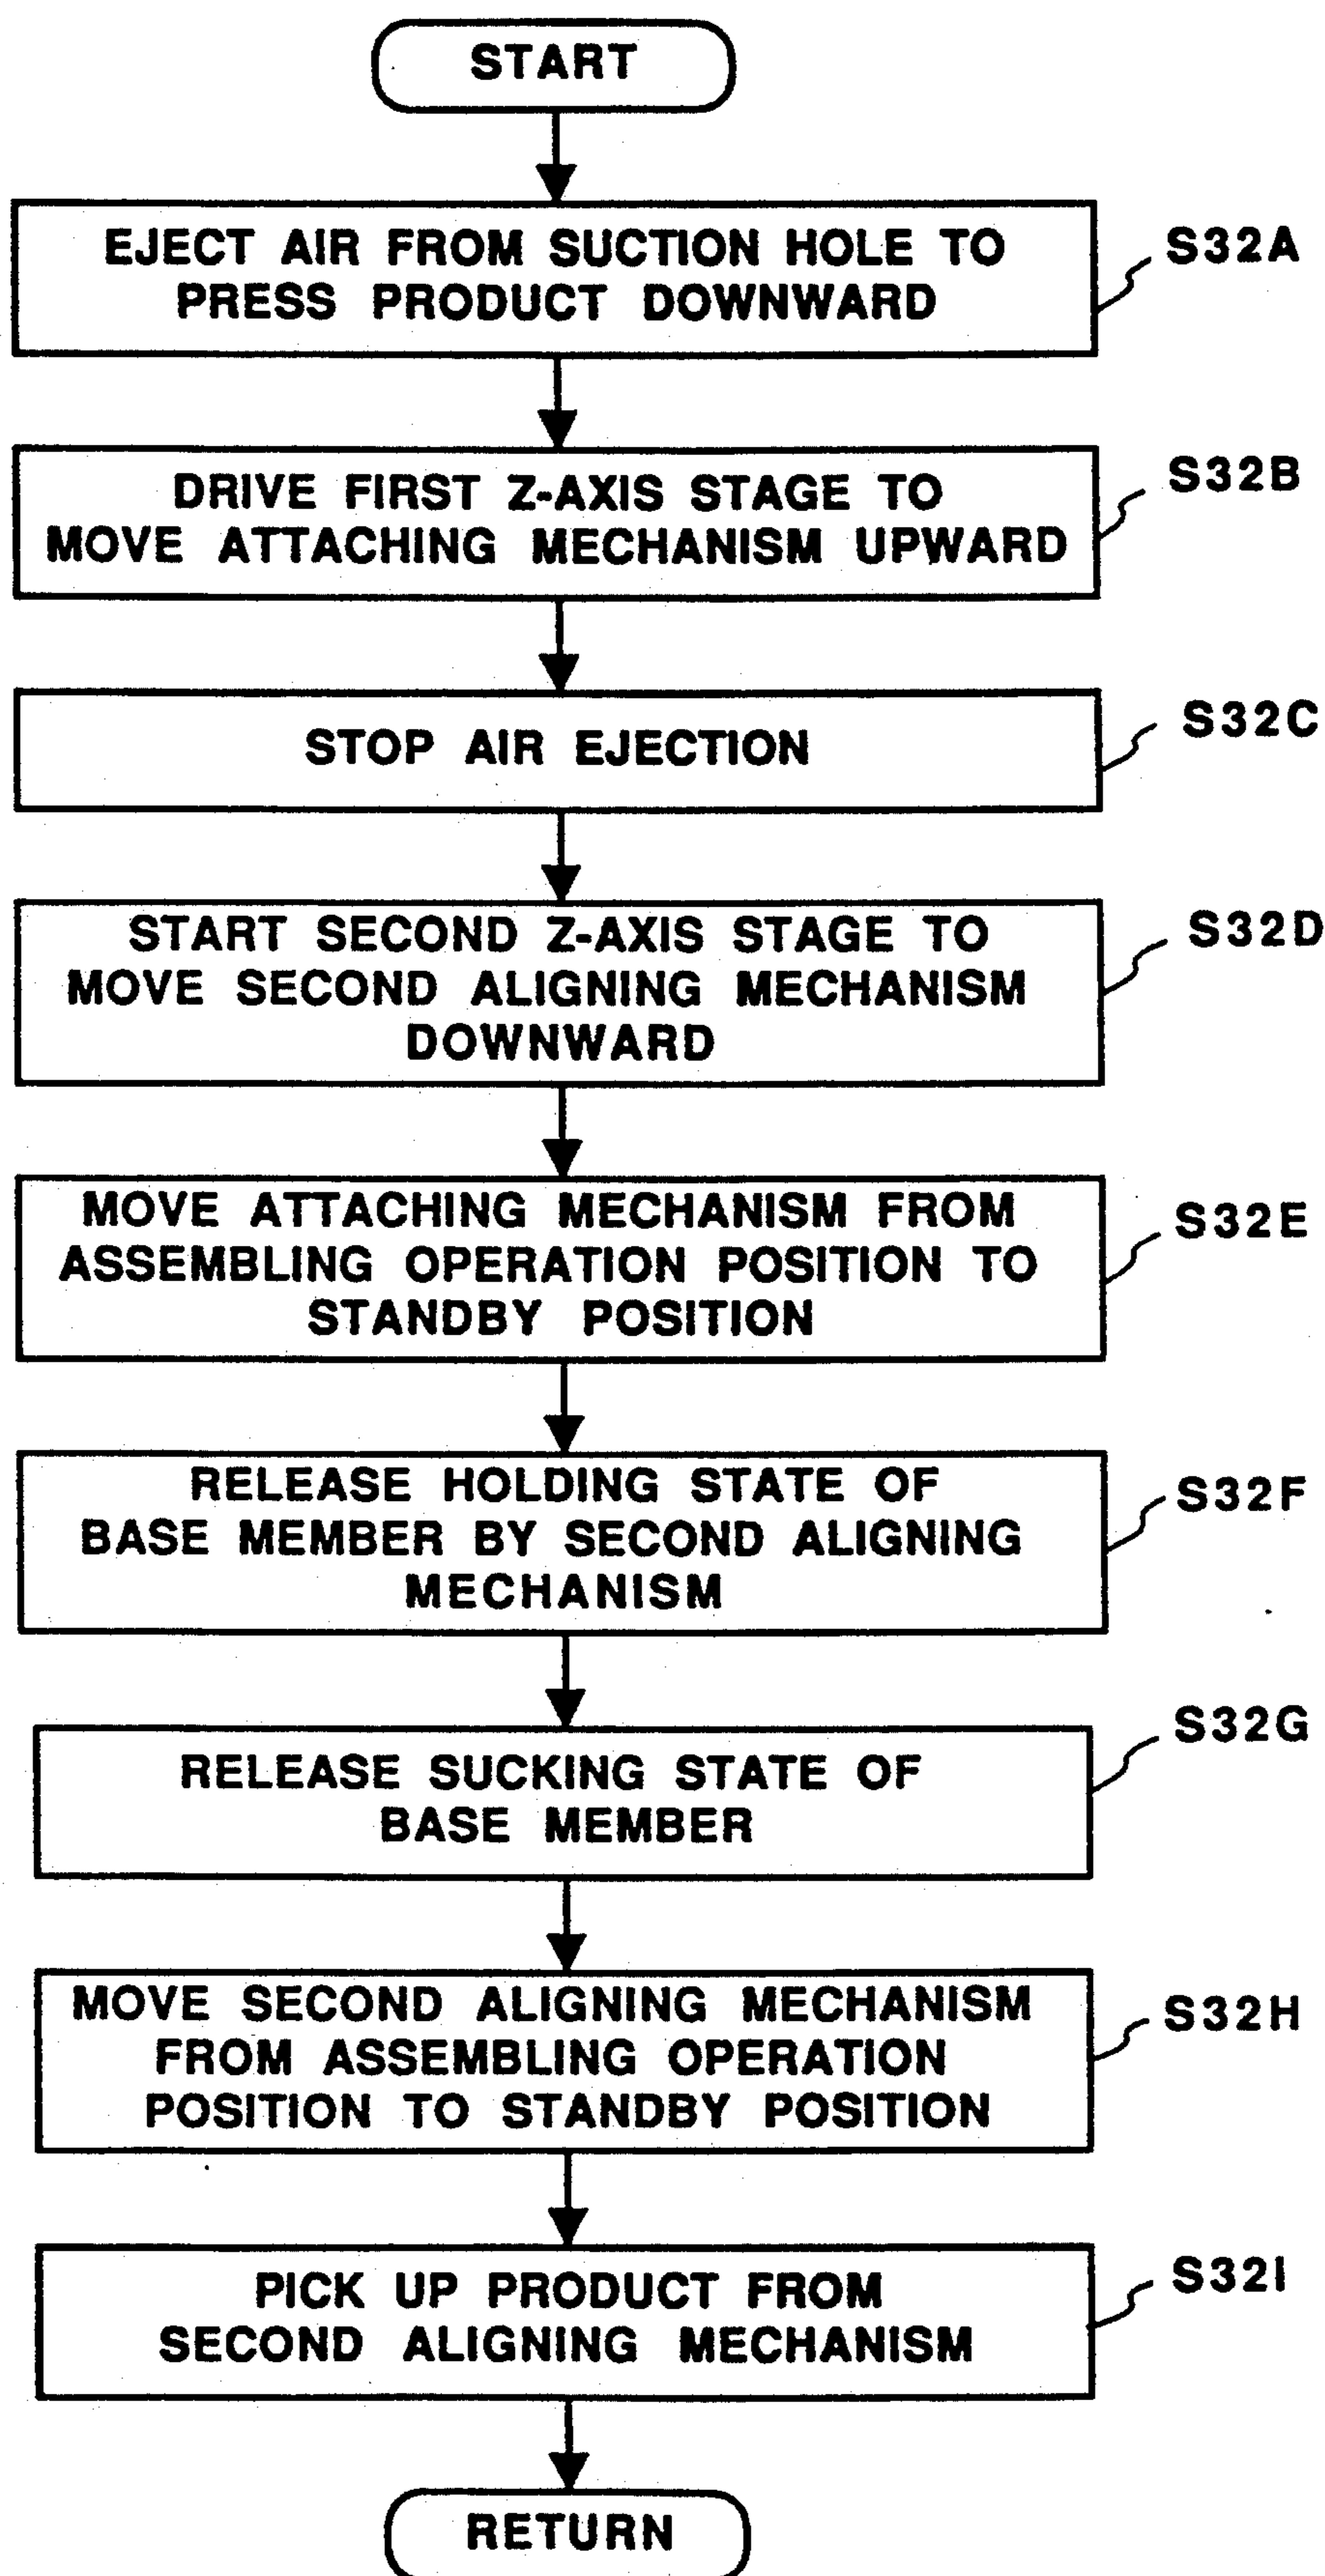 START
EJECT AIR FROM SUCTION HOLE TO
PRESS PRODUCT DOWNWARD
S32A
DRIVE FIRST Z-AXIS STAGE TO
MOVE ATTACHING MECHANISM UPWARD
S32B
STOP AIR EJECTION
S32C
START SECOND Z-AXIS STAGE TO
MOVE SECOND ALIGNING MECHANISM
DOWNWARD
S32D
MOVE ATTACHING MECHANISM FROM
ASSEMBLING OPERATION POSITION TO
STANDBY POSITION
S32E
RELEASE HOLDING STATE OF
BASE MEMBER BY SECOND ALIGNING
MECHANISM
S32F
RELEASE SUCKING STATE OF
BASE MEMBER
S32G
MOVE SECOND ALIGNING MECHANISM
FROM ASSEMBLING OPERATION
POSITION TO STANDBY POSITION
S32H
PICK UP PRODUCT FROM
SECOND ALIGNING MECHANISM
S32I
RETURN